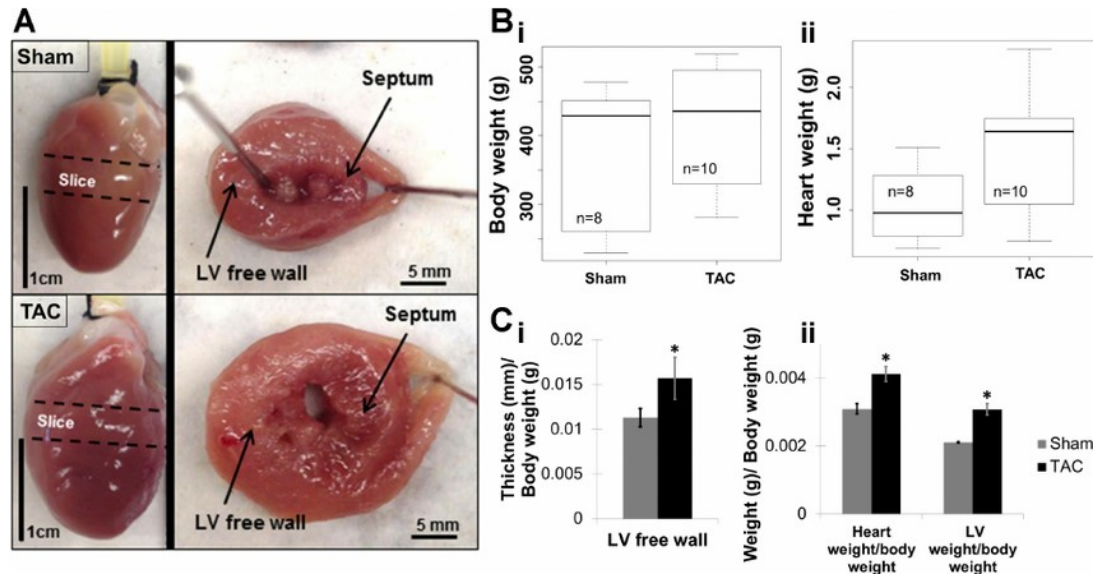 A
Sham
Slice
1cm
Septum
LV free wall
5 mm
TAC
Slice
1cm
Septum
LV free wall
5 mm
B
i
Body weight (g)
500
400
300
n=8
n=10
Sham
TAC
ii
Heart weight (g)
2.0
1.5
1.0
n=8
n=10
Sham
TAC
C
i
Thickness (mm)/
Body weight (g)
0.02
0.015
0.01
0.005
0
*
LV free wall
ii
Weight (g)/ Body weight (g)
0.004
0.002
0
*
*
Heart
weight/body
weight
LV
weight/body
weight
Sham
TAC